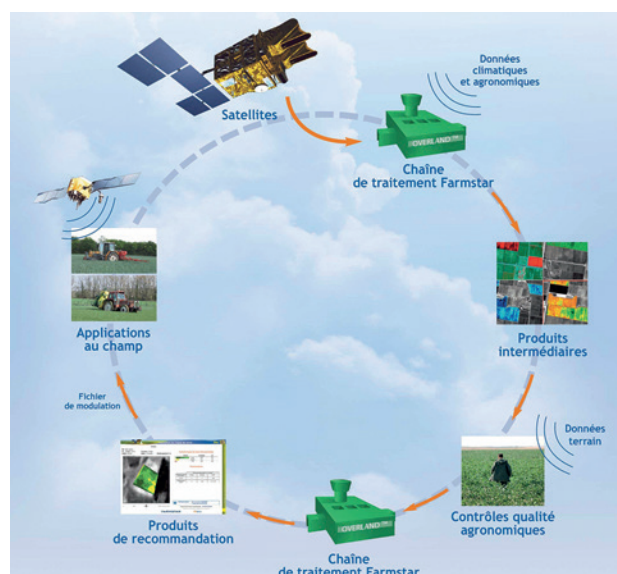 Satellites
Données
climatiques
et agronomiques
OVERLAND
Chaîne
de traitement Farmstar
Produits
intermédiaires
Données
terrain
Contrôles qualité
agronomiques
OVERLAND
Chaîne
de traitement Farmstar
Produits
de recommandation
Fichier
de modulation
Applications
au champ